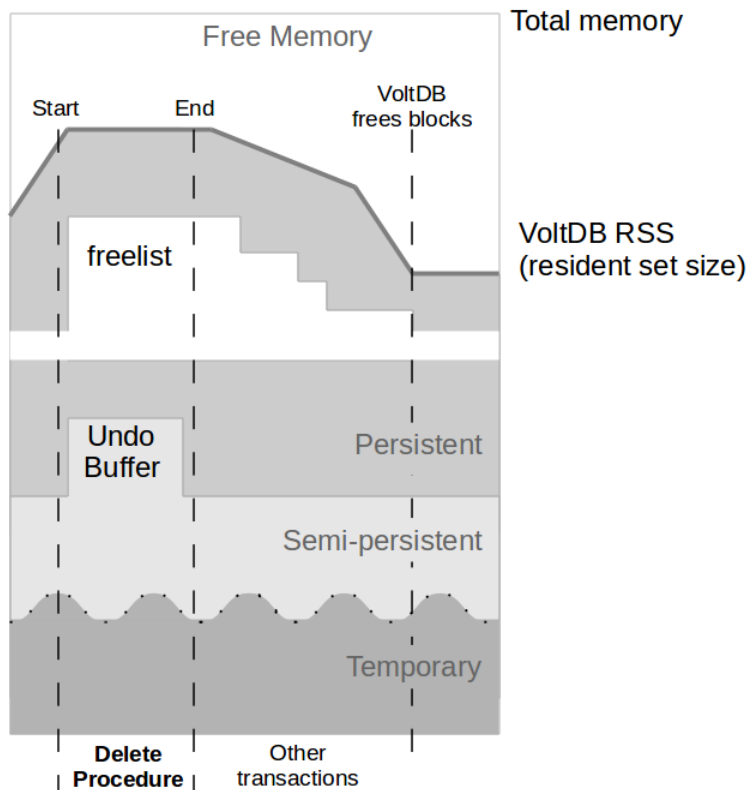 Total memory
Free Memory
Start
End
VoltDB
frees blocks
freelist
VoltDB RSS
(resident set size)
Undo
Buffer
Persistent
Semi-persistent
Temporary
Delete
Procedure
Other
transactions